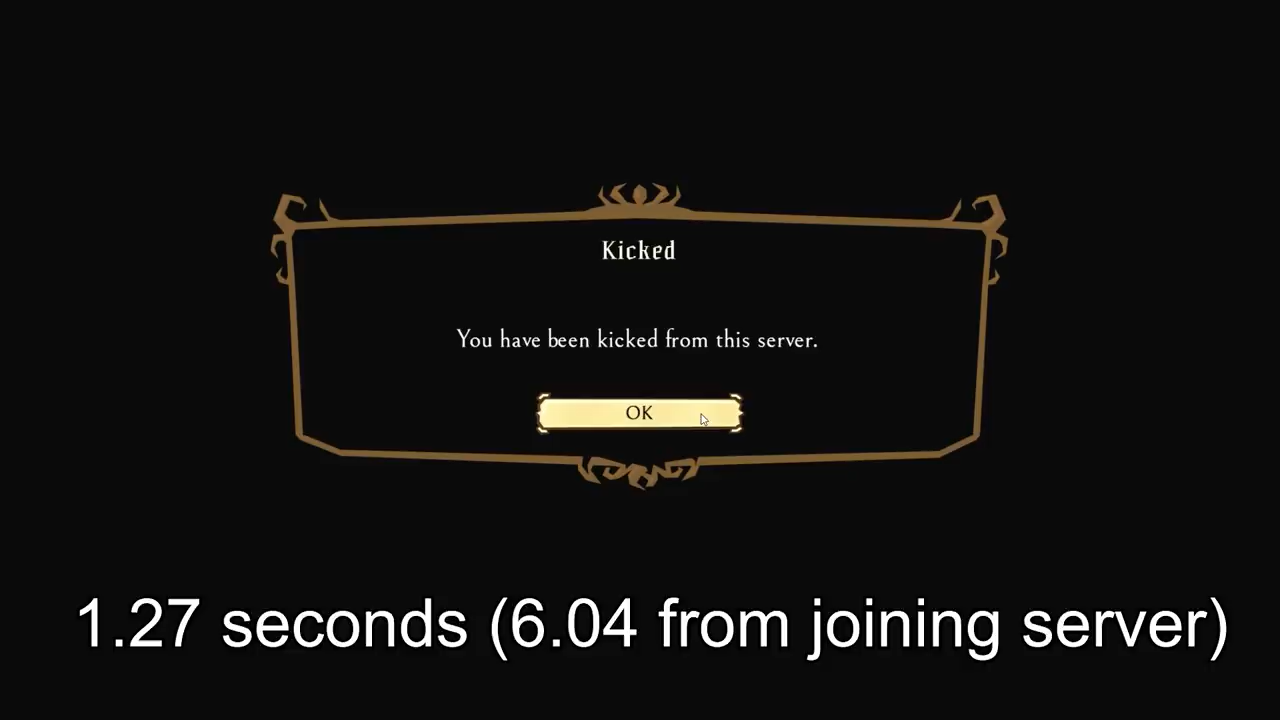 Kicked
You have been kicked from this server.
OK
1.27 seconds (6.04 from joining server)